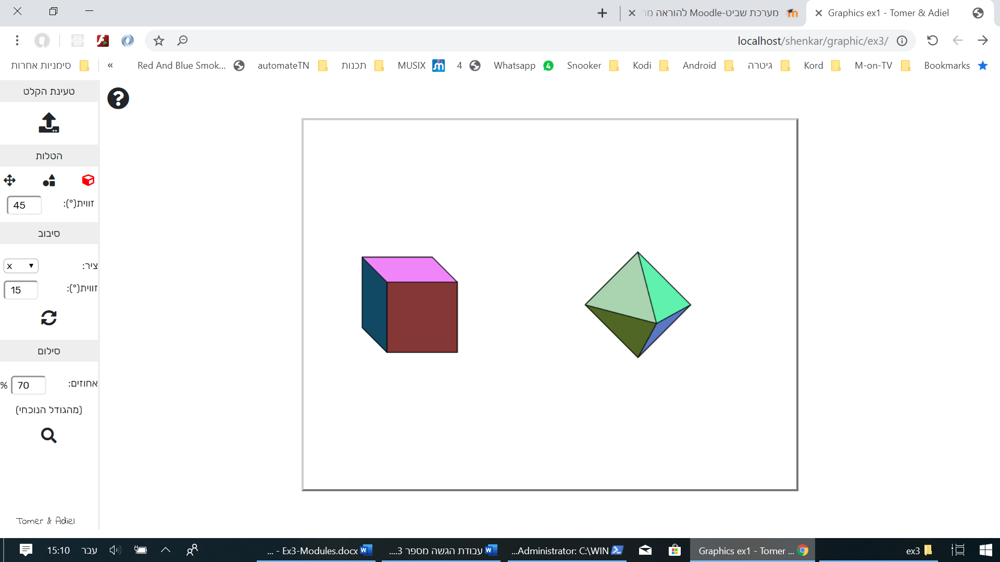 Graphics ex1 - Tomer & Adiel
מערכת שביט-Moodle להוראה מר
localhost/shenkar/graphic/ex3/
Bookmarks
M-on-TV
Kord
גיטרה
Android
Kodi
Snooker
Whatsapp
4
MUSIX
תכנות
automateTN
Red And Blue Smok...
«
סימניות אחרות
טעינת הקלט
הטלות
זווית(°):
45
סיבוב
ציר:
x
זווית(°):
15
סילום
אחוזים:
70
%
(מהגודל הנוכחי)
Tomer & Adiel
ex3
Graphics ex1 - Tomer ...
...Administrator: C:\WIN
עבודת הגשה מספר 3....
... - Ex3-Modules.docx
עבר
15:10